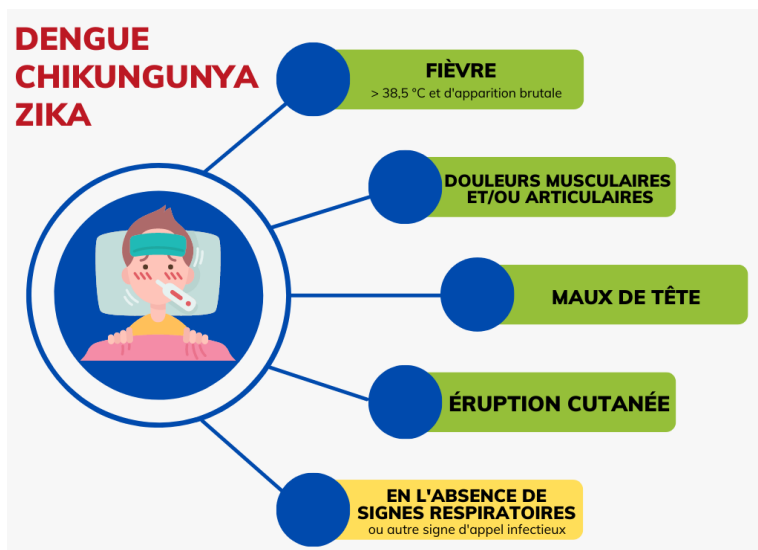 DENGUE
CHIKUNGUNYA
ZIKA
FIÈVRE
> 38,5 °C et d'apparition brutale
DOULEURS MUSCULAIRES
ET/OU ARTICULAIRES
MAUX DE TÊTE
ÉRUPTION CUTANÉE
EN L'ABSENCE DE
SIGNES RESPIRATOIRES
ou autre signe d'appel infectieux